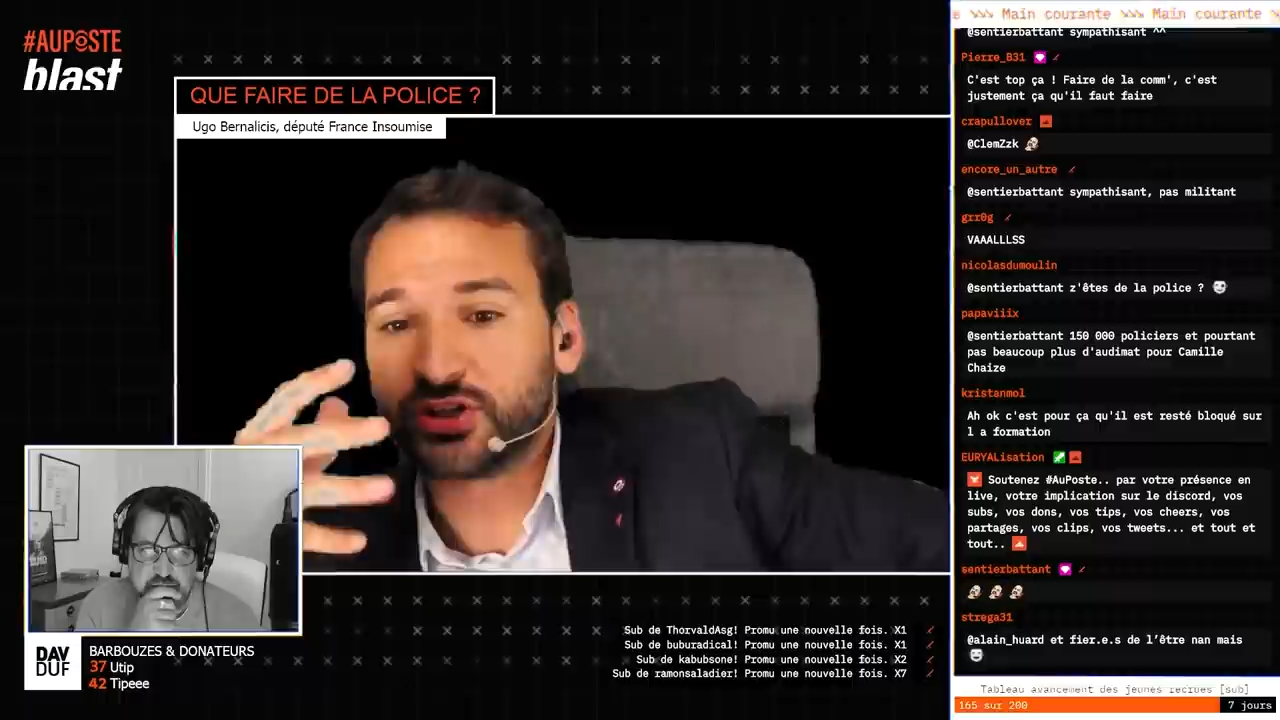 #AUPOSTE
blast
QUE FAIRE DE LA POLICE ?
Ugo Bernalicis, député France Insoumise
DAV
DUF
BARBOUZES & DONATEURS
37 Utip
42 Tipeee
Sub de ThorvaldAsg! Promu une nouvelle fois. X1
Sub de buburadical! Promu une nouvelle fois. X1
Sub de kabubsone! Promu une nouvelle fois. X2
Sub de ramonsaladier! Promu une nouvelle fois. X7
Main courante Main courante
@sentierbattant sympathisant ^^
Pierre_B31
C'est top ça ! Faire de la comm', c'est
justement ça qu'il faut faire
crapullover
@ClemZzk
encore_un_autre
@sentierbattant sympathisant, pas militant
grr0g
VAAALLLSS
nicolasdumoulin
@sentierbattant z'êtes de la police ?
papaviiix
@sentierbattant 150 000 policiers et pourtant
pas beaucoup plus d'audimat pour Camille
Chaize
kristanmol
Ah ok c'est pour ça qu'il est resté bloqué sur
l a formation
EURYALisation
Soutenez #AuPoste.. par votre présence en
live, votre implication sur le discord, vos
subs, vos dons, vos tips, vos cheers, vos
partages, vos clips, vos tweets... et tout et
tout..
sentierbattant
strega31
@alain_huard et fier.e.s de l'être nan mais
Tableau avancement des jeunes recrues [sub]
165 sur 200
7 jours